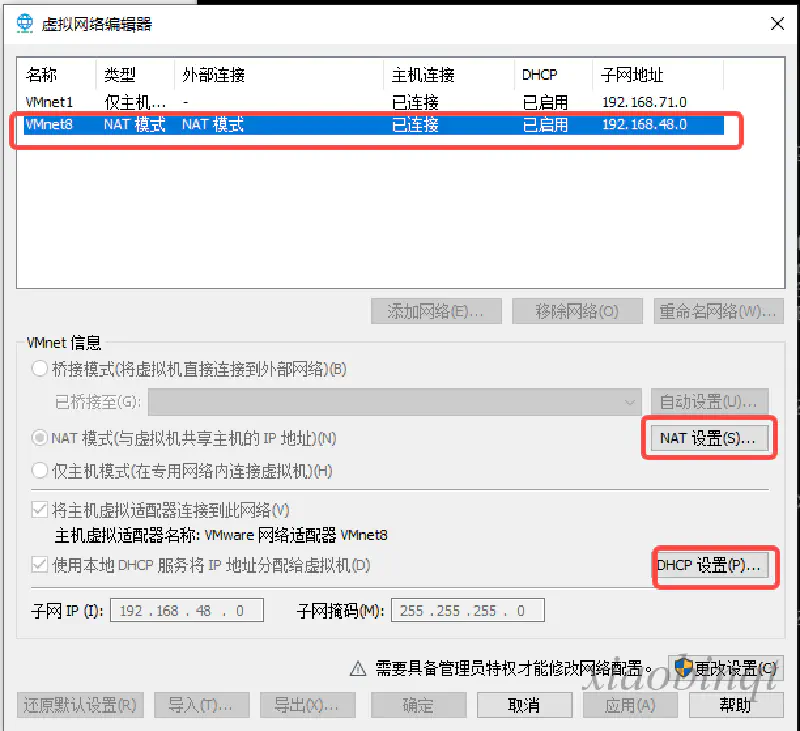 虚拟网络编辑器
名称 类型 外部连接 主机连接 DHCP 子网地址
VMnet1 仅主机... - 已连接 已启用 192.168.71.0
VMnet8 NAT 模式 NAT 模式 已连接 已启用 192.168.48.0
添加网络(E)... 移除网络(O) 重命名网络(W)...
VMnet 信息
桥接模式(将虚拟机直接连接到外部网络)(B)
已桥接至(G): 自动设置(U)...
NAT 模式(与虚拟机共享主机的 IP 地址)(N) NAT 设置(S)...
仅主机模式(在专用网络内连接虚拟机)(H)
将主机虚拟适配器连接到此网络(V)
主机虚拟适配器名称: VMware 网络适配器 VMnet8
使用本地 DHCP 服务将 IP 地址分配给虚拟机(D) DHCP 设置(P)...
子网 IP (I): 192 . 168 . 48 . 0 子网掩码(M): 255 . 255 . 255 . 0
需要具备管理员特权才能修改网络配置。 更改设置(C)
xiaobinqt
还原默认设置(R) 导入(T)... 导出(X)... 确定 取消 应用(A) 帮助